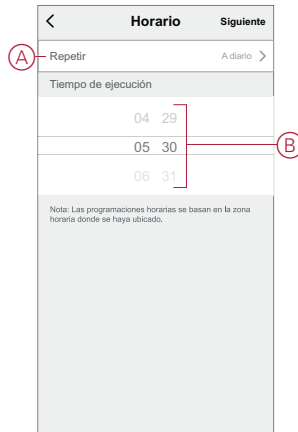 Horario
Siguiente
A
Repetir
A diario
Tiempo de ejecución
04 29
05 30
B
06 31
Nota: Las programaciones horarias se basan en la zona
horaria donde se haya ubicado.